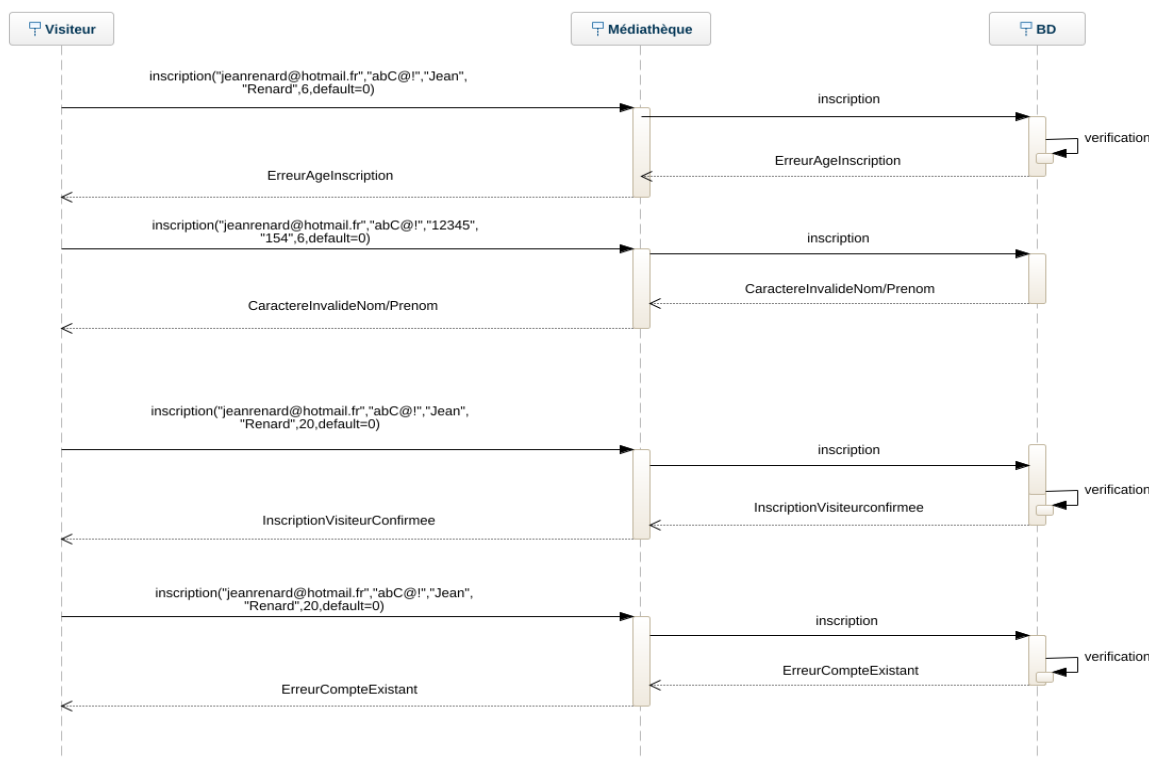 Visiteur
Médiathèque
BD
inscription("jeanrenard@hotmail.fr","abC@!","Jean",
"Renard",6,default=0)
inscription
verification
ErreurAgeInscription
ErreurAgeInscription
inscription("jeanrenard@hotmail.fr","abC@!","12345",
"154",6,default=0)
inscription
CaractereInvalideNom/Prenom
CaractereInvalideNom/Prenom
inscription("jeanrenard@hotmail.fr","abC@!","Jean",
"Renard",20,default=0)
inscription
verification
InscriptionVisiteurconfirmee
InscriptionVisiteurConfirmee
inscription("jeanrenard@hotmail.fr","abC@!","Jean",
"Renard",20,default=0)
inscription
verification
ErreurCompteExistant
ErreurCompteExistant